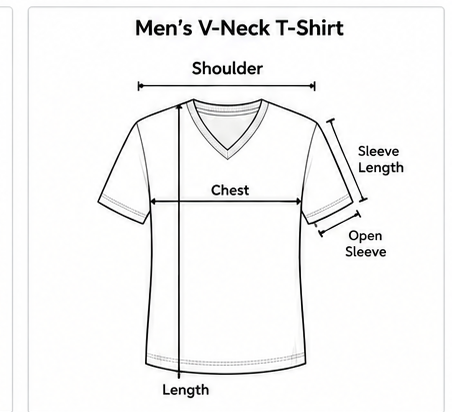 Men's V-Neck T-Shirt
Shoulder
Sleeve
Length
Chest
Open
Sleeve
Length